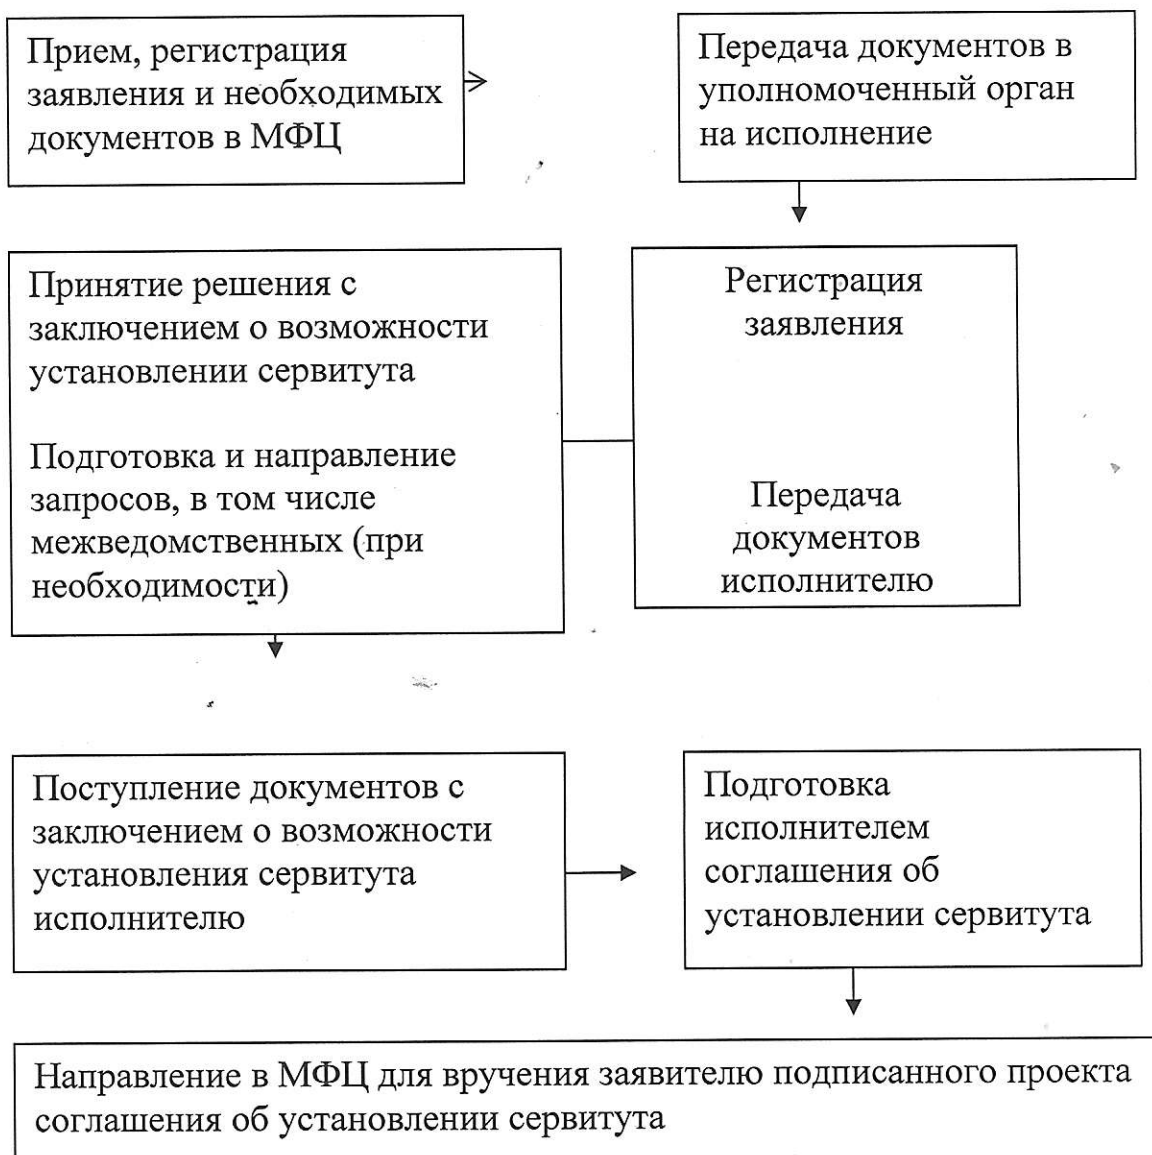 Прием, регистрация
заявления и необходимых
документов в МФЦ
Передача документов в
уполномоченный орган
на исполнение
Принятие решения с
заключением о возможности
установлении сервитута
Подготовка и направление
запросов, в том числе
межведомственных (при
необходимости)
Регистрация
заявления
Передача
документов
исполнителю
Поступление документов с
заключением о возможности
установления сервитута
исполнителю
Подготовка
исполнителем
соглашения об
установлении сервитута
Направление в МФЦ для вручения заявителю подписанного проекта
соглашения об установлении сервитута